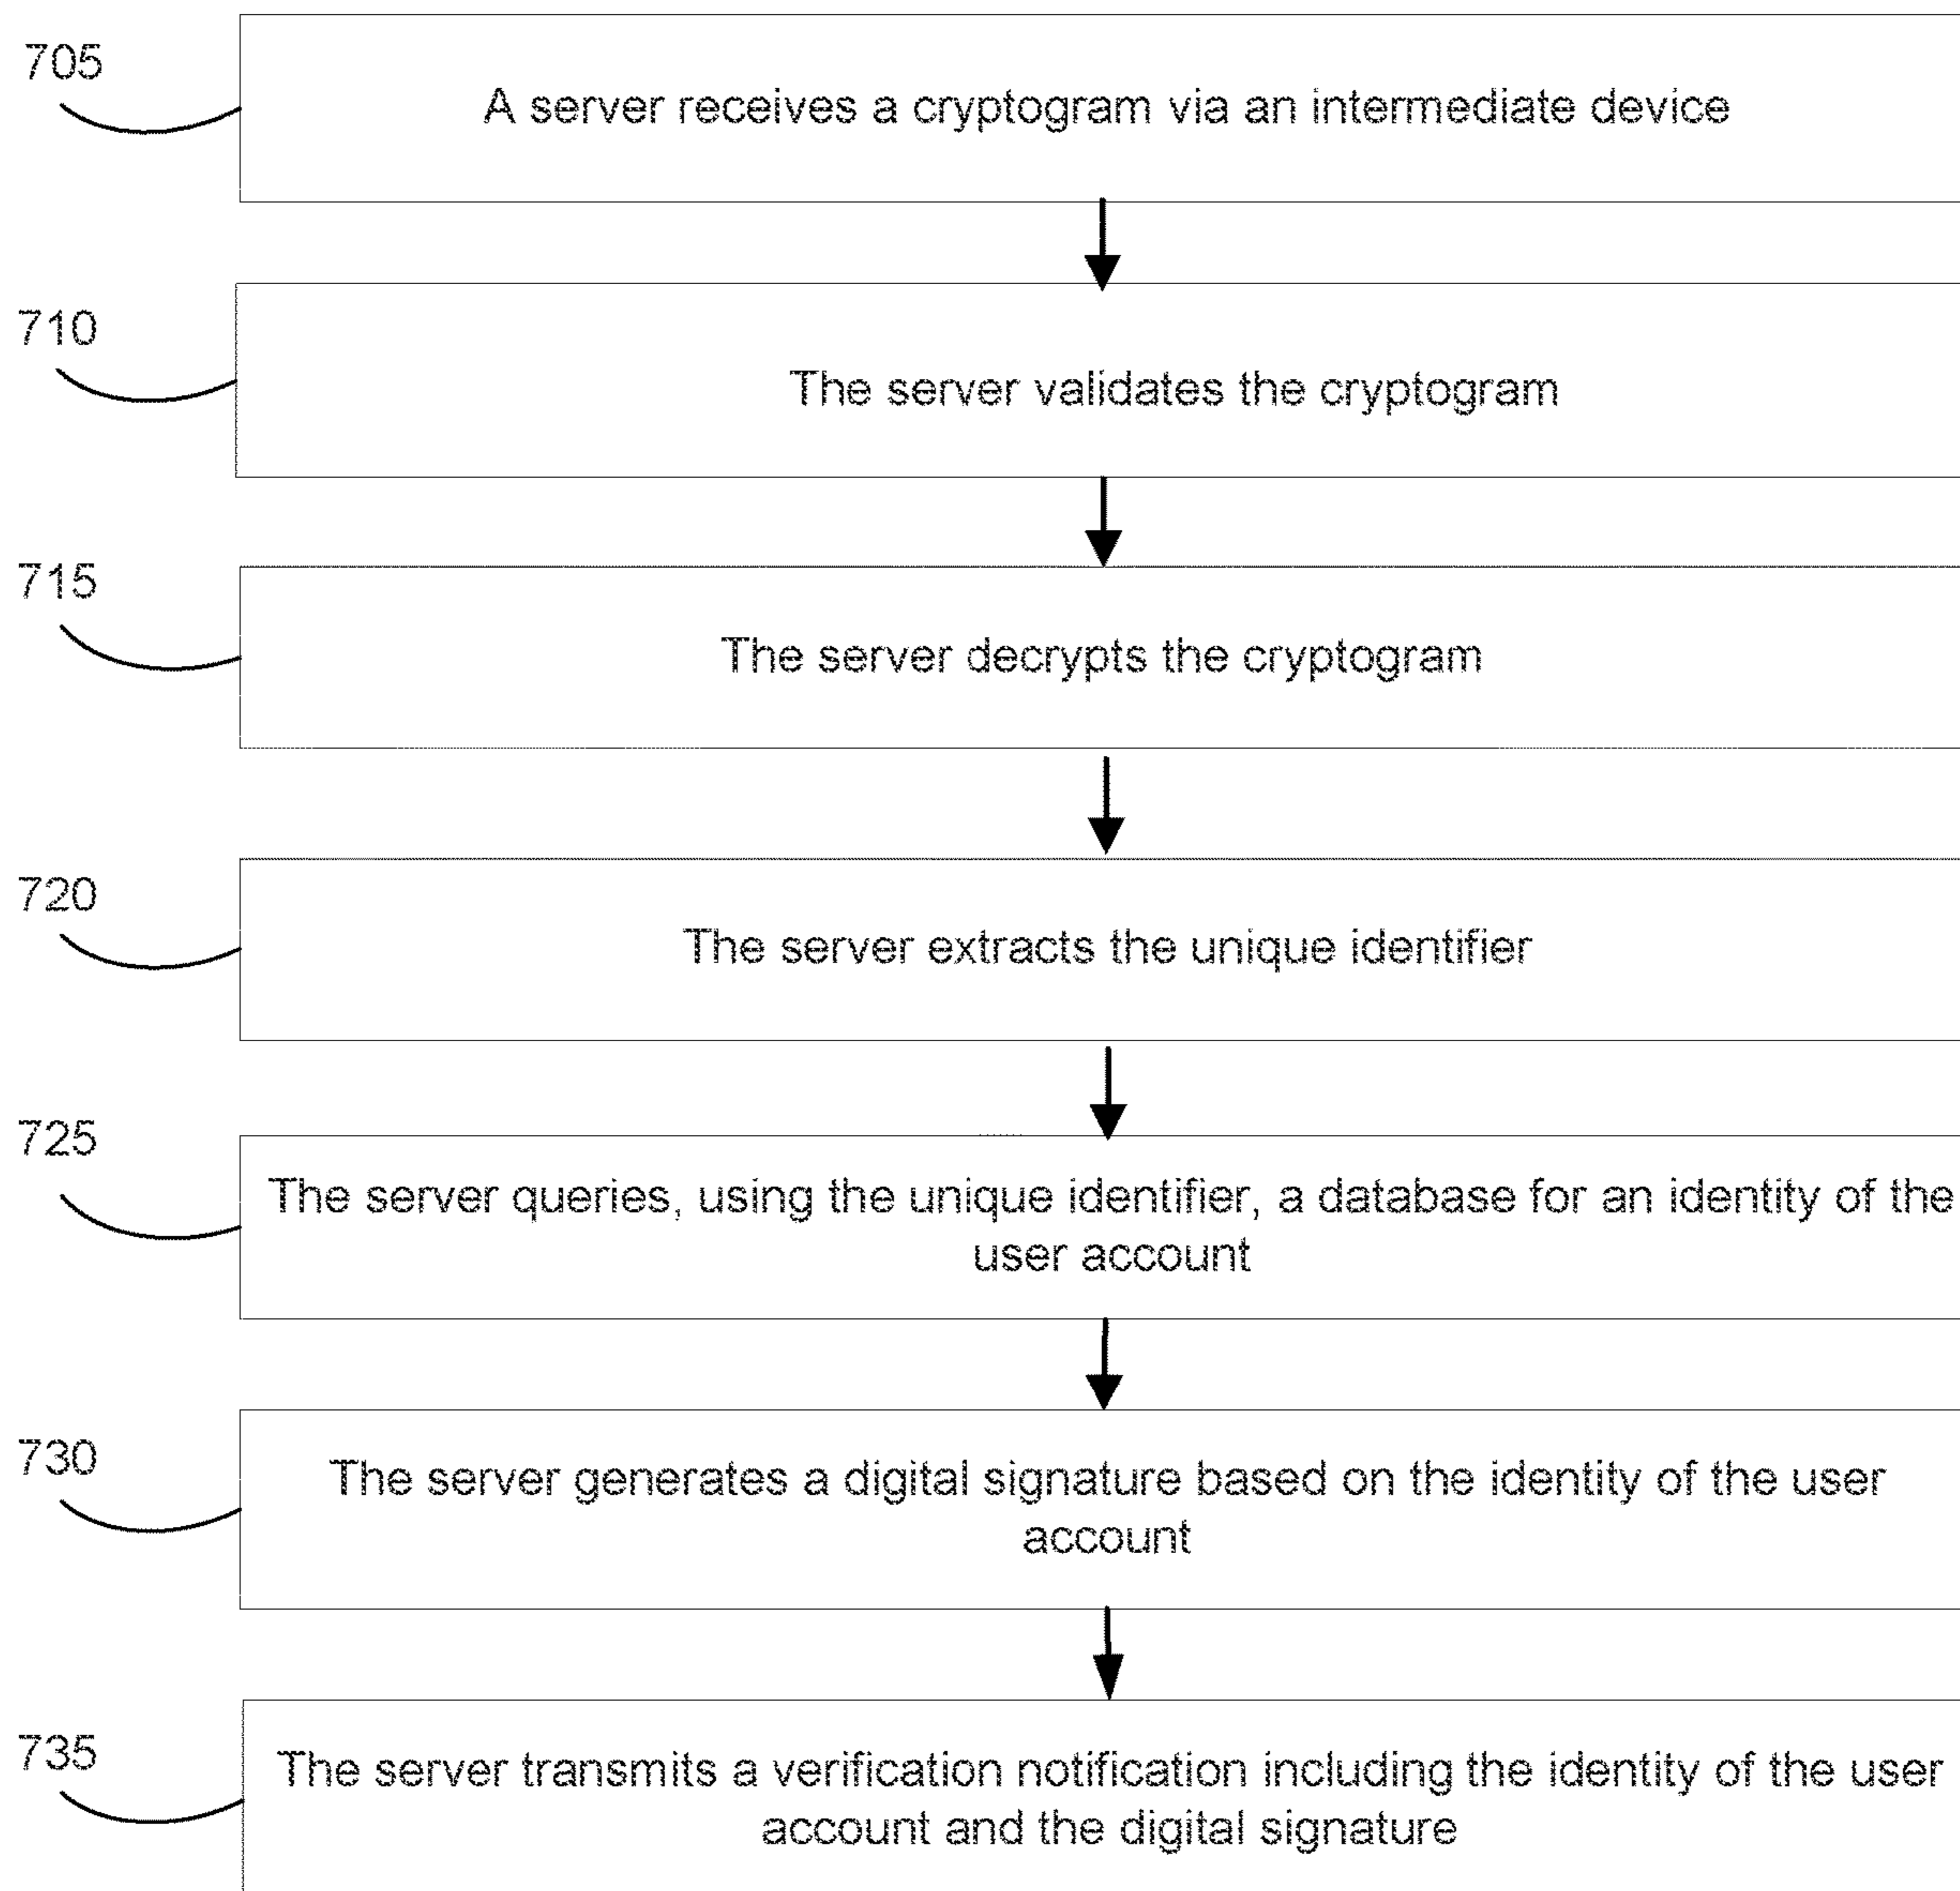 705
A server receives a cryptogram via an intermediate device
710
The server validates the cryptogram
715
The server decrypts the cryptogram
720
The server extracts the unique identifier
725
The server queries, using the unique identifier, a database for an identity of the
user account
730
The server generates a digital signature based on the identity of the user
account
735
The server transmits a verification notification including the identity of the user
account and the digital signature